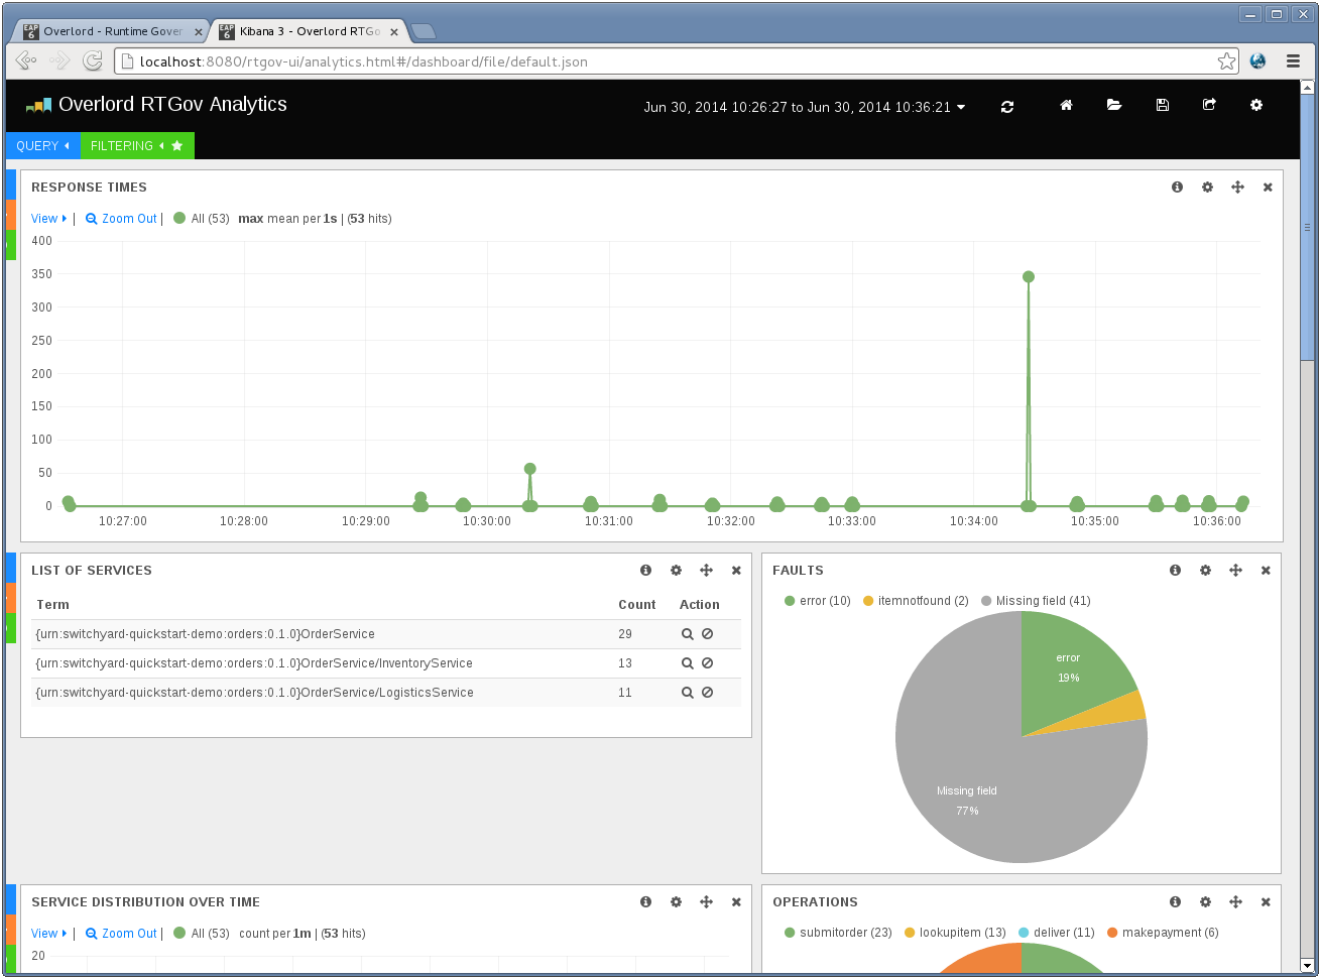 Overlord - Runtime Gover
Kibana 3 - Overlord RTGo
localhost:8080/rtgov-ui/analytics.html#/dashboard/file/default.json
Overlord RTGov Analytics
Jun 30, 2014 10:26:27 to Jun 30, 2014 10:36:21
QUERY
FILTERING
RESPONSE TIMES
View | Zoom Out | All (53) max mean per 1s | (53 hits)
400
350
300
250
200
150
100
50
0
10:27:00 10:28:00 10:29:00 10:30:00 10:31:00 10:32:00 10:33:00 10:34:00 10:35:00 10:36:00
LIST OF SERVICES
Term Count Action
{urn:switchyard-quickstart-demo:orders:0.1.0}OrderService 29
{urn:switchyard-quickstart-demo:orders:0.1.0}OrderService/InventoryService 13
{urn:switchyard-quickstart-demo:orders:0.1.0}OrderService/LogisticsService 11
FAULTS
error (10) itemnotfound (2) Missing field (41)
error
19%
Missing field
77%
SERVICE DISTRIBUTION OVER TIME
View | Zoom Out | All (53) count per 1m | (53 hits)
20
OPERATIONS
submitorder (23) lookupitem (13) deliver (11) makepayment (6)